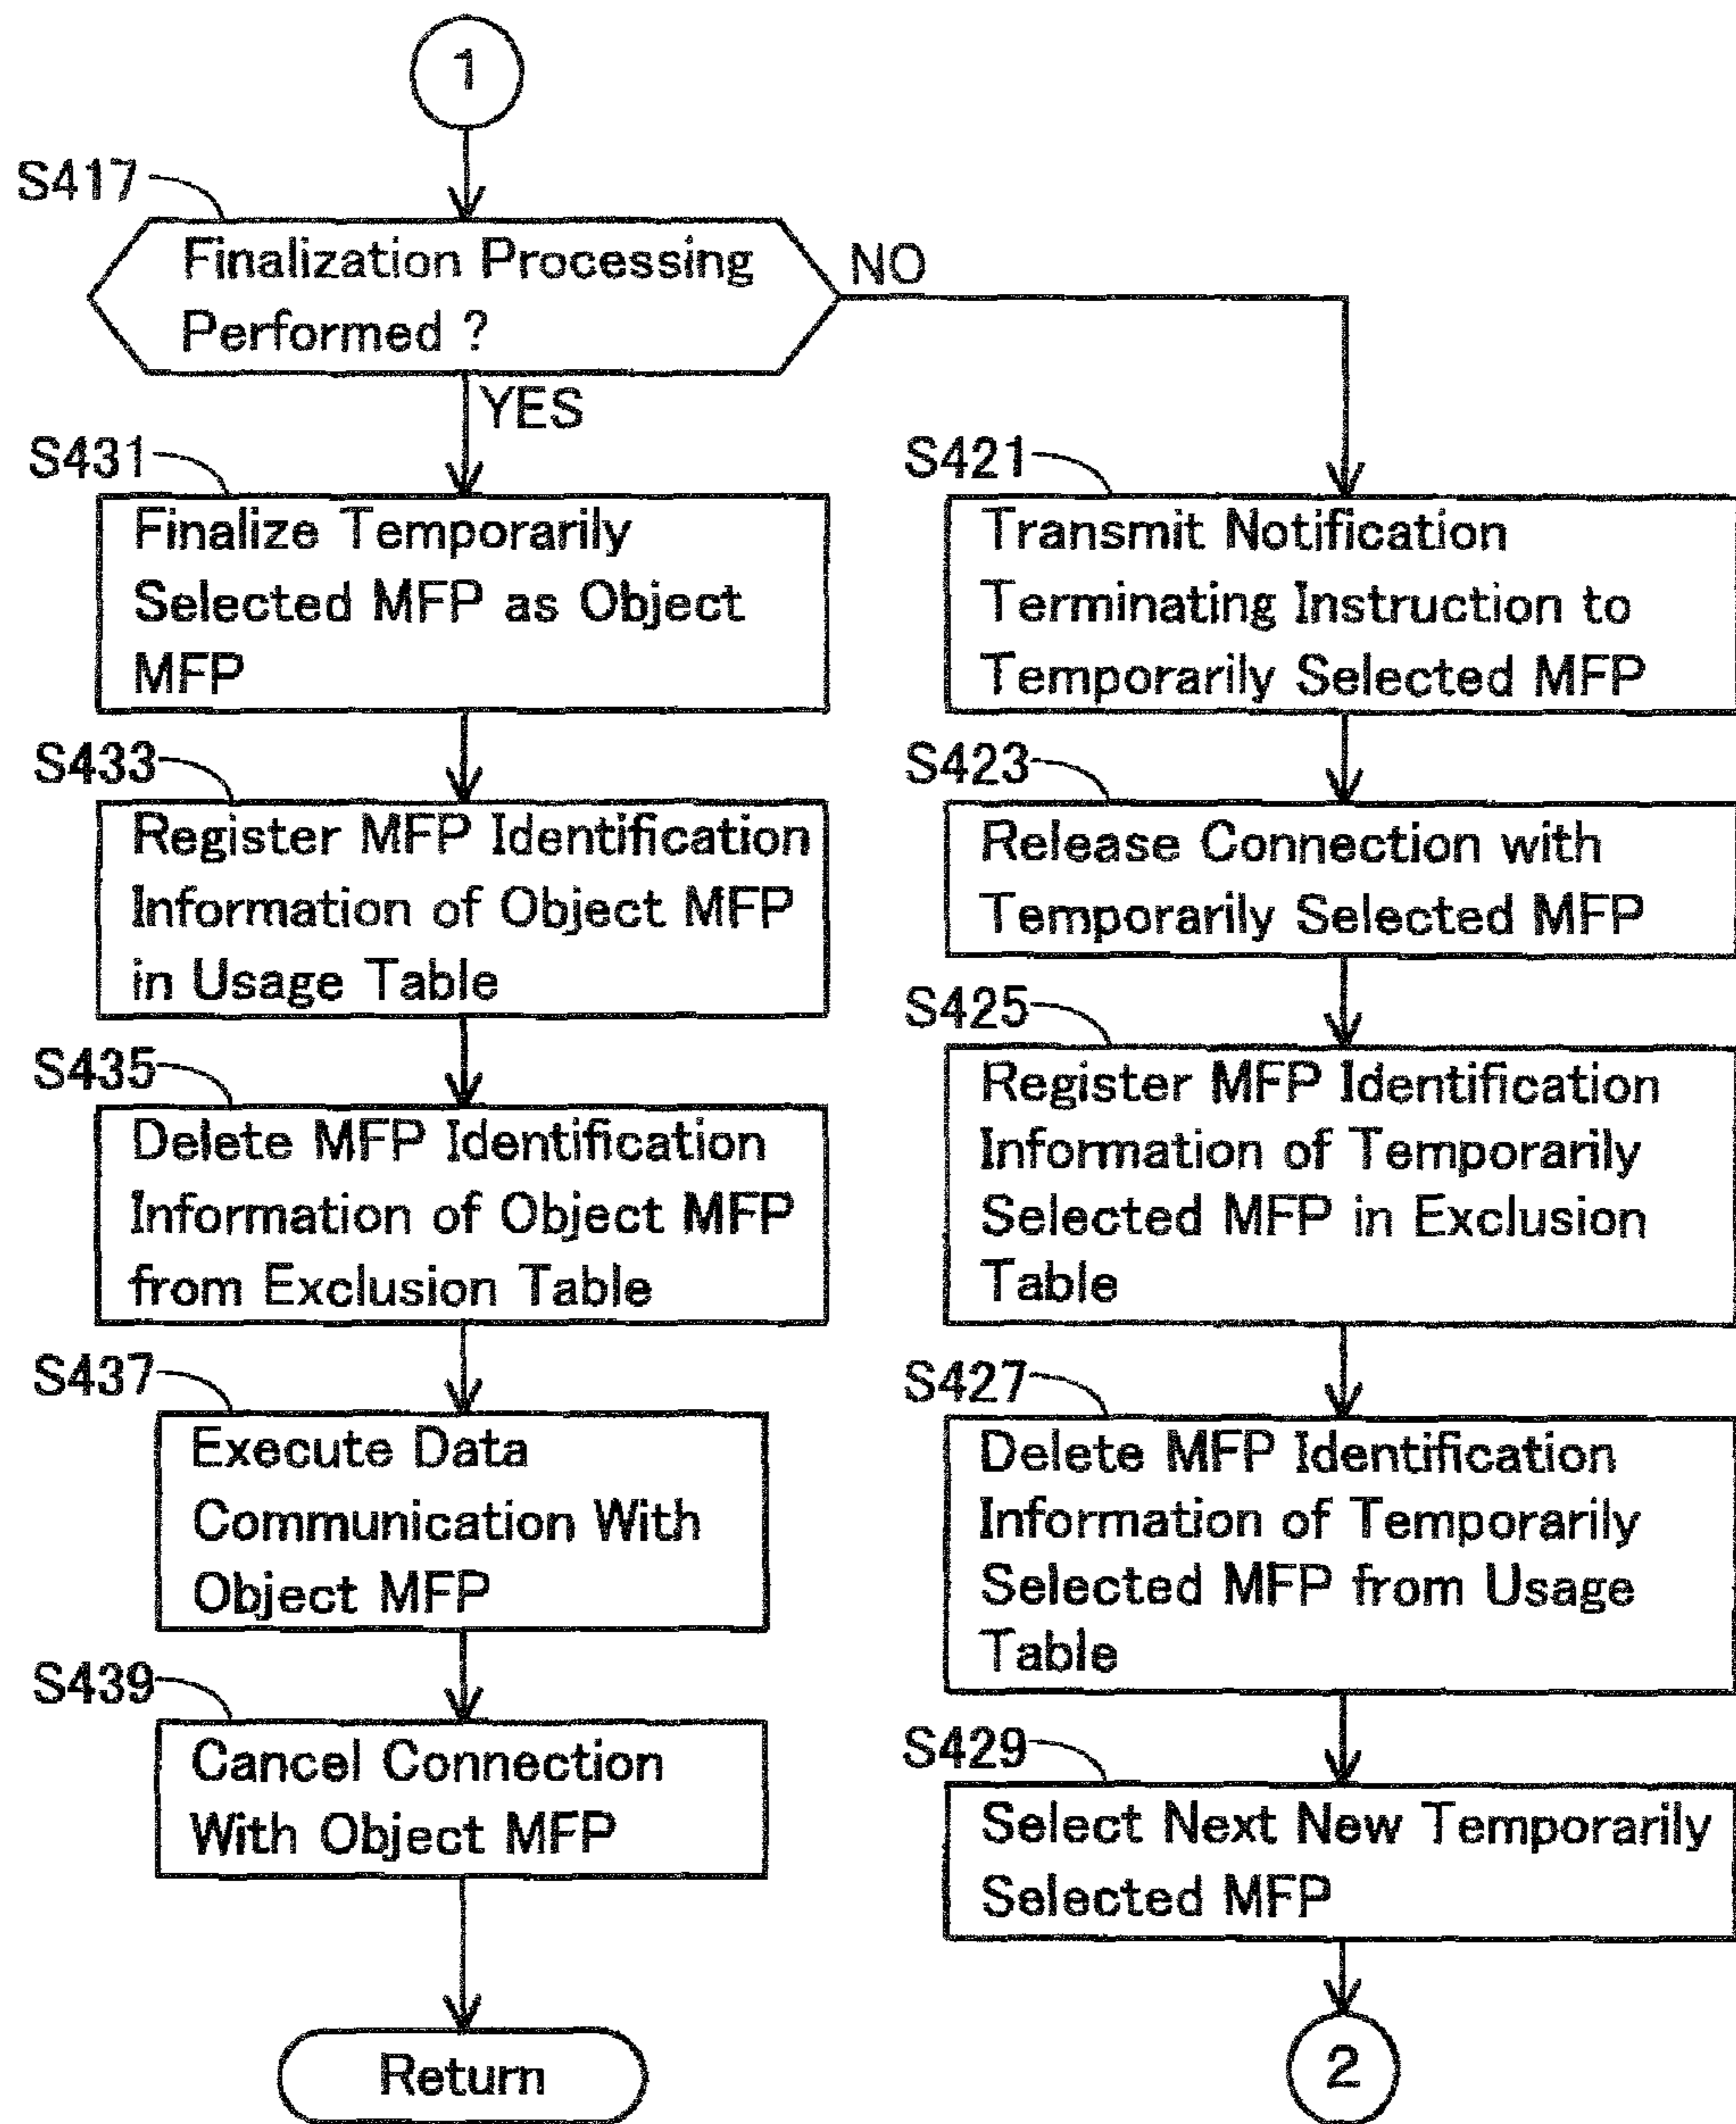 1
S417
Finalization Processing
Performed ?
NO
YES
S431
Finalize Temporarily
Selected MFP as Object
MFP
S433
Register MFP Identification
Information of Object MFP
in Usage Table
S435
Delete MFP Identification
Information of Object MFP
from Exclusion Table
S437
Execute Data
Communication With
Object MFP
S439
Cancel Connection
With Object MFP
Return
S421
Transmit Notification
Terminating Instruction to
Temporarily Selected MFP
S423
Release Connection with
Temporarily Selected MFP
S425
Register MFP Identification
Information of Temporarily
Selected MFP in Exclusion
Table
S427
Delete MFP Identification
Information of Temporarily
Selected MFP from Usage
Table
S429
Select Next New Temporarily
Selected MFP
2